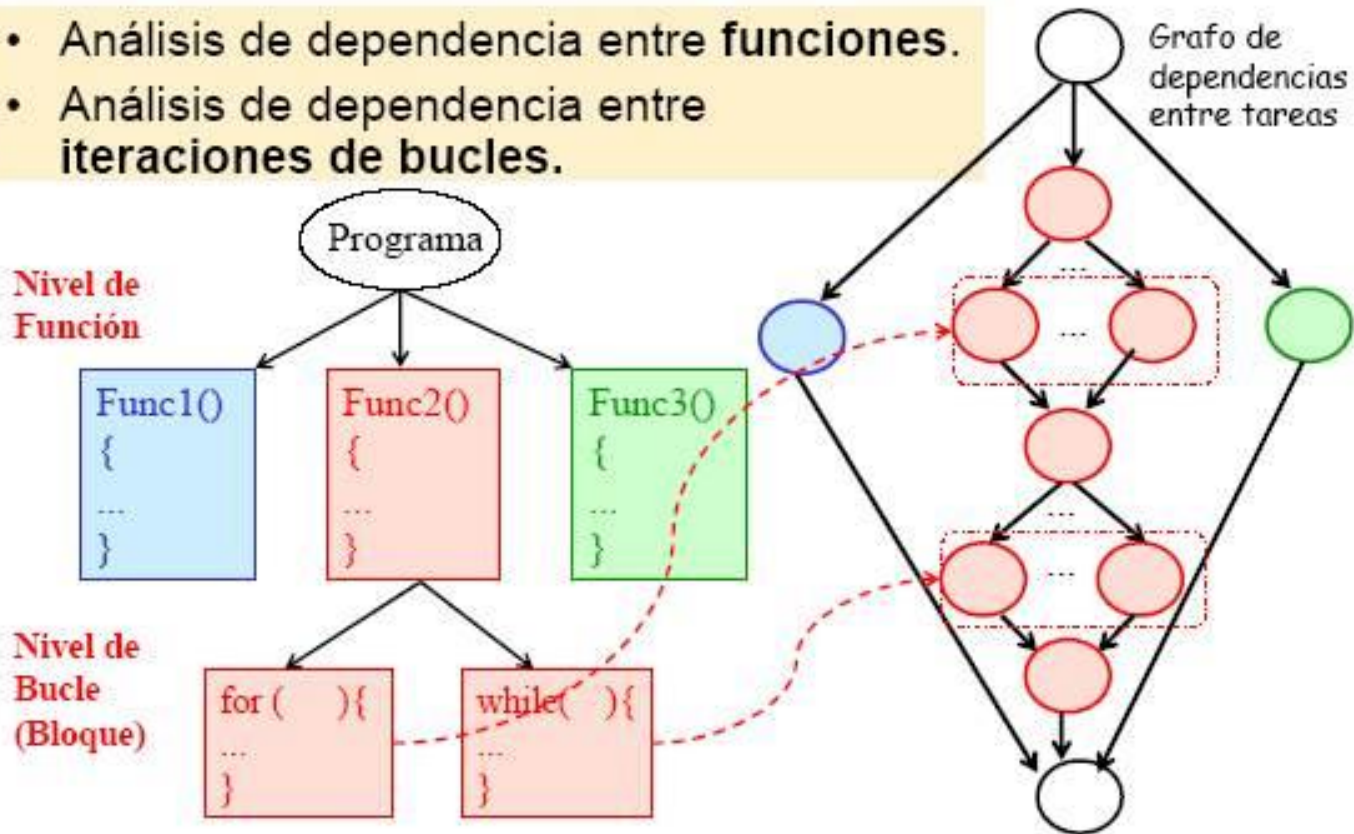 • Análisis de dependencia entre funciones.
• Análisis de dependencia entre
iteraciones de bucles.
Grafo de
dependencias
entre tareas
Programa
Nivel de
Función
Func1()
{
...
}
Func2()
{
...
}
Func3()
{
...
}
Nivel de
Bucle
(Bloque)
for ( ){
...
}
while( ){
...
}
...
...
...
...